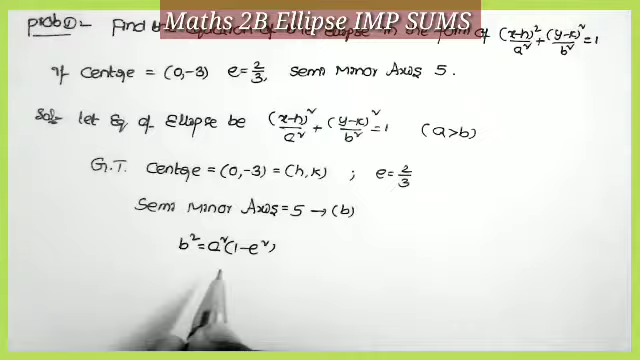 Maths 2B Ellipse IMP SUMS
prob① :- Find equation of the ellipse in the form of (x-h)²/a² + (y-k)²/b² = 1
If Centre = (0,-3) e = 2/3, Semi Minor Axis 5.
Sol:- let Eq of Ellipse be (x-h)²/a² + (y-k)²/b² = 1 (a>b)
G.T. Centre = (0,-3) = (h,k) ; e = 2/3
Semi Minor Axis = 5 → (b)
b² = a²(1-e²)